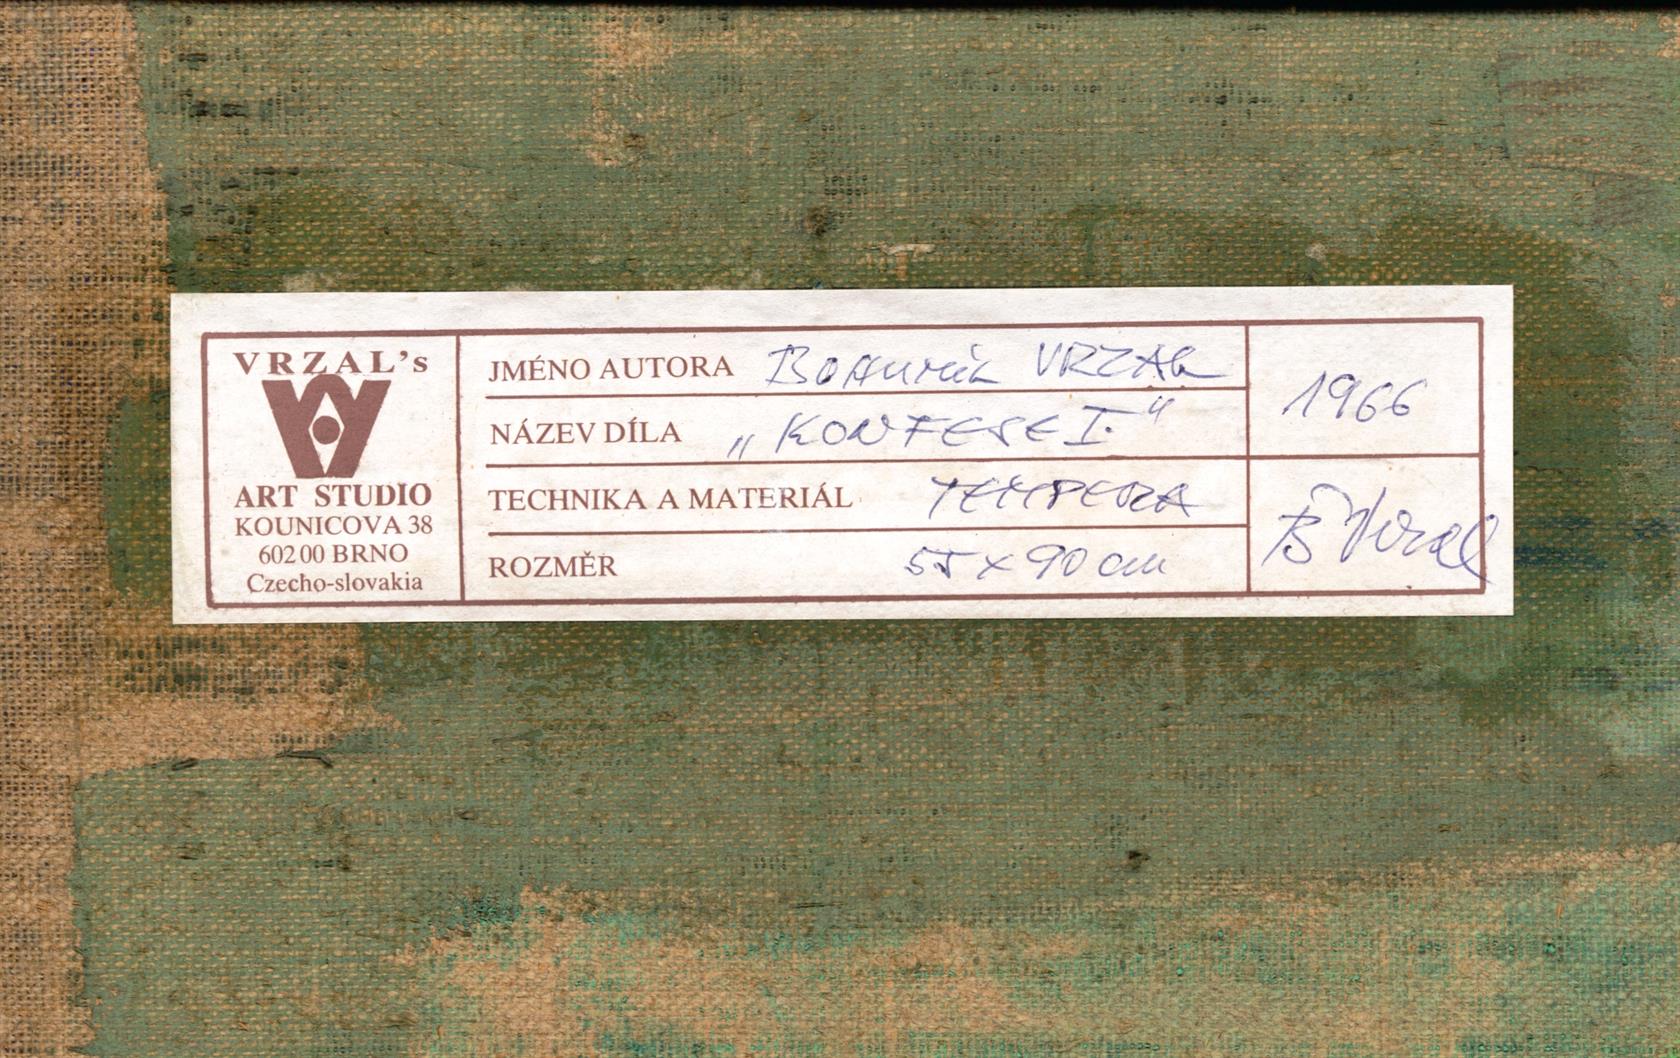 VRZAL's
ART STUDIO
KOUNICOVA 38
602 00 BRNO
Czecho-slovakia
JMÉNO AUTORA BOHUMIL VRZAL
NÁZEV DÍLA „KONFESE I."
TECHNIKA A MATERIÁL TEMPERA
ROZMĚR 55 x 90 cm
1966
B Vrzal